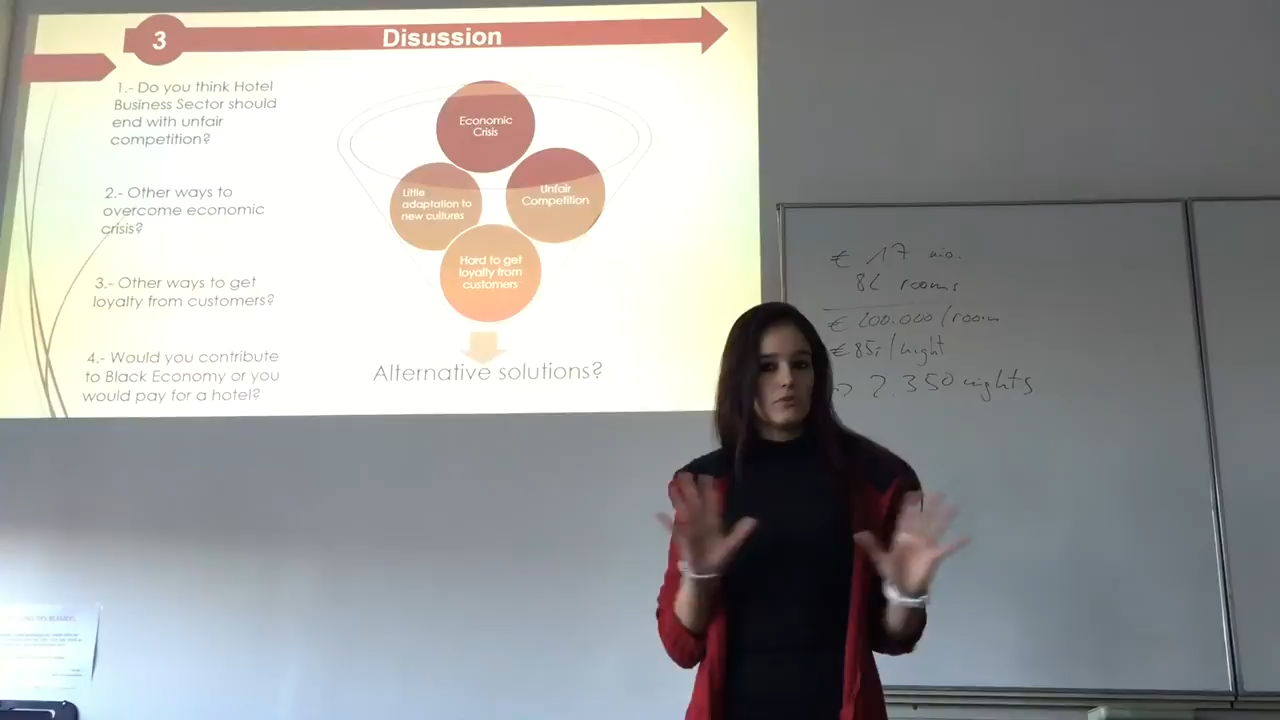 3
Disussion
1.- Do you think Hotel
Business Sector should
end with unfair
competition?
2.- Other ways to
overcome economic
crisis?
3.- Other ways to get
loyalty from customers?
4.- Would you contribute
to Black Economy or you
would pay for a hotel?
Economic
Crisis
Little
adaptation to
new cultures
Unfair
Competition
Hard to get
loyalty from
customers
Alternative solutions?
€ 17 mio.
rooms
€ 200.000/room
€ 85,/night
2.350 nights